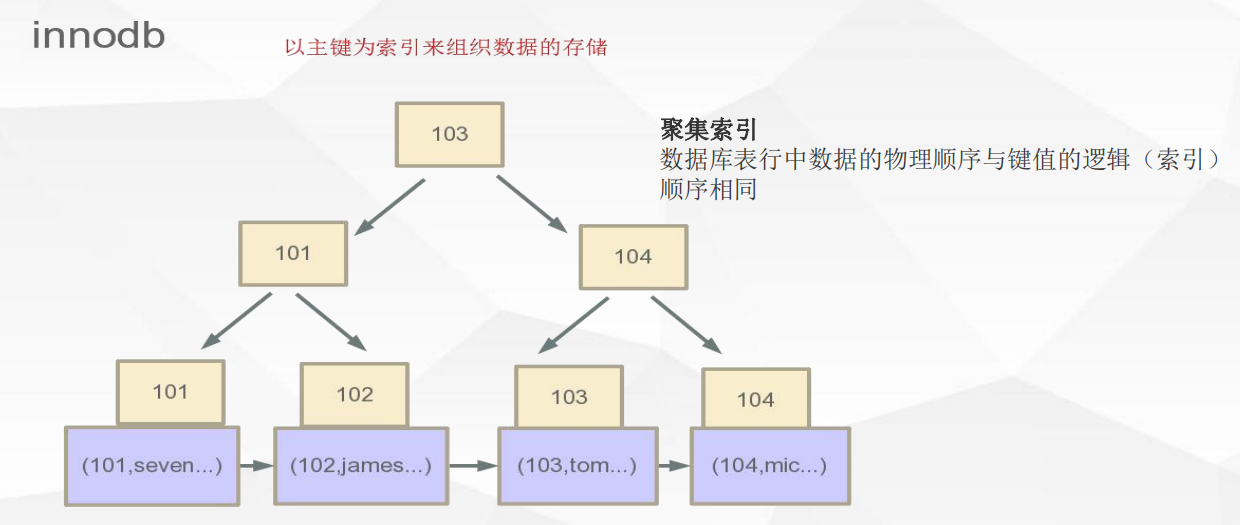 innodb
以主键为索引来组织数据的存储
103
聚集索引
数据库表行中数据的物理顺序与键值的逻辑（索引）
顺序相同
101
104
101
102
103
104
(101,seven...)
(102,james...)
(103,tom...)
(104,mic...)